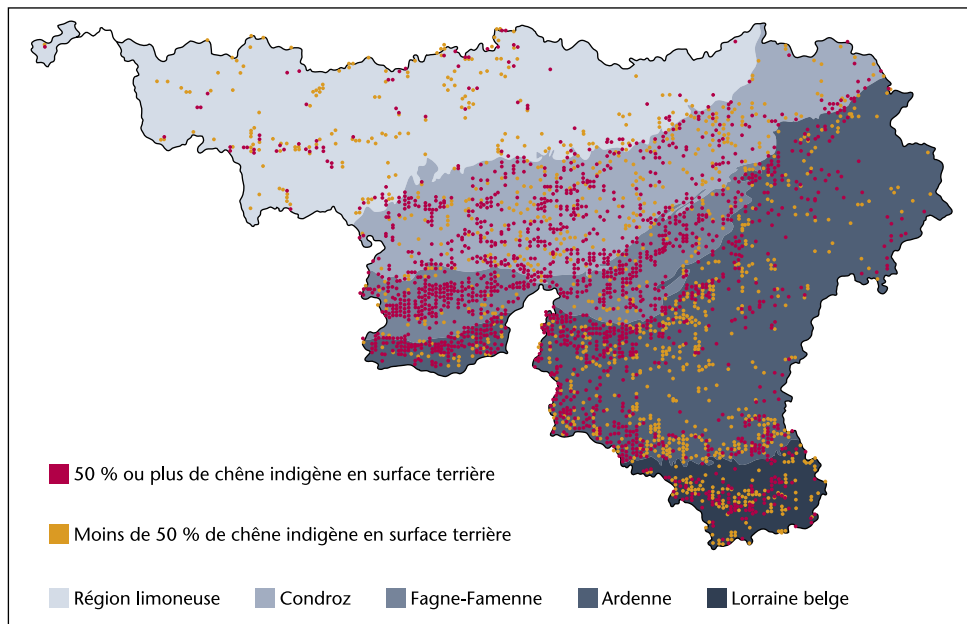 50 % ou plus de chêne indigène en surface terrière
Moins de 50 % de chêne indigène en surface terrière
Région limoneuse Condroz Fagne-Famenne Ardenne Lorraine belge